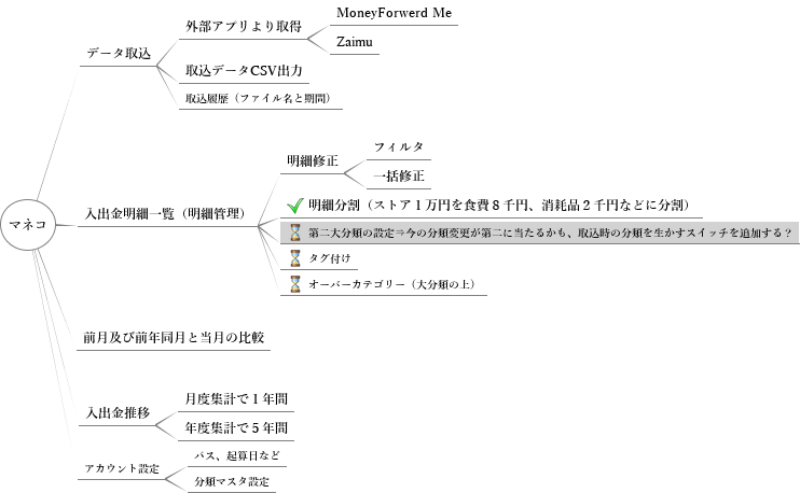 マネコ
データ取込
外部アプリより取得
MoneyForwerd Me
Zaimu
取込データCSV出力
取込履歴（ファイル名と期間）
入出金明細一覧（明細管理）
明細修正
フィルタ
一括修正
明細分割（ストア１万円を食費８千円、消耗品２千円などに分割）
第二大分類の設定⇒今の分類変更が第二に当たるかも、取込時の分類を生かすスイッチを追加する？
タグ付け
オーバーカテゴリー（大分類の上）
前月及び前年同月と当月の比較
入出金推移
月度集計で１年間
年度集計で５年間
アカウント設定
パス、起算日など
分類マスタ設定